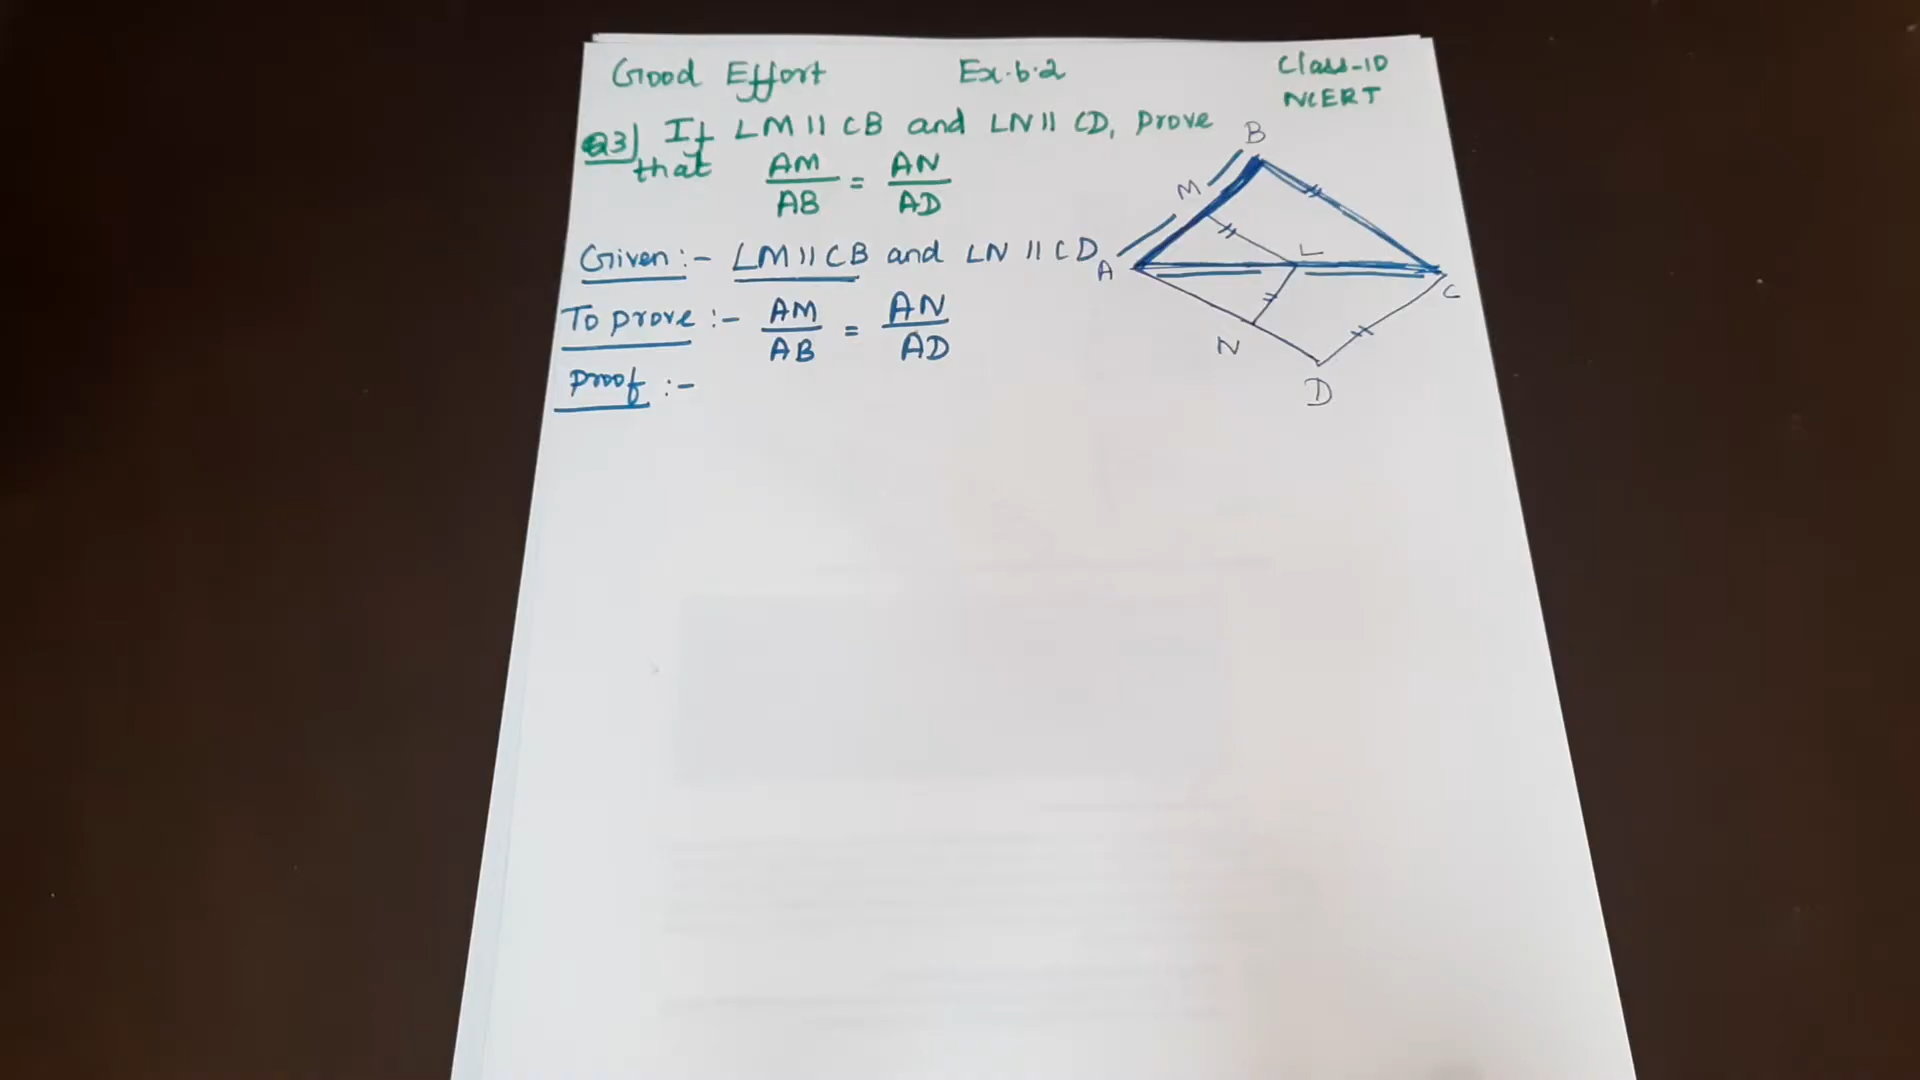 Good Effort Ex.6.2 Class-10
NCERT
Q3) If LM || CB and LN || CD, prove
that AM/AB = AN/AD
Given :- LM || CB and LN || CD
To prove :- AM/AB = AN/AD
Proof :-
B
M
L
A
C
N
D